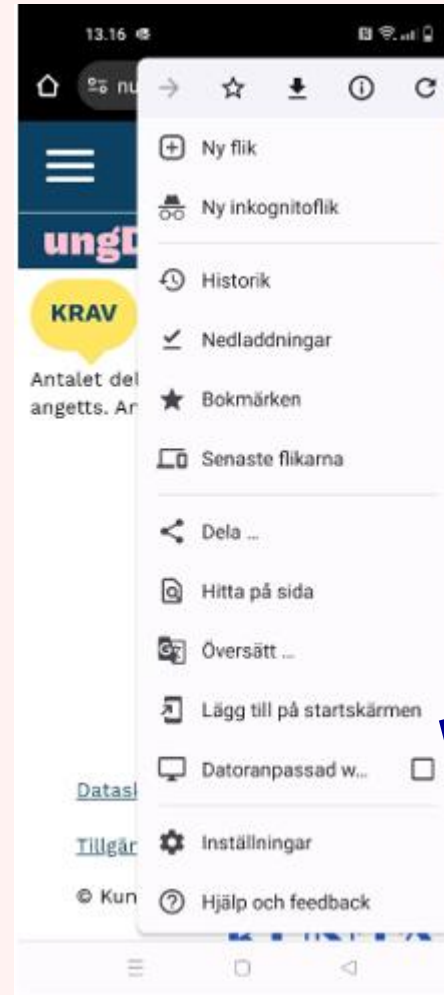 13.16
nu
Ny flik
Ny inkognitoflik
ungD
Historik
KRAV
Nedladdningar
Antalet del
angetts. Ar
Bokmärken
Senaste flikarna
Dela ...
Hitta på sida
Översätt ...
Lägg till på startskärmen
Datoranpassad w...
Datask
Inställningar
Tillgär
© Kun
Hjälp och feedback